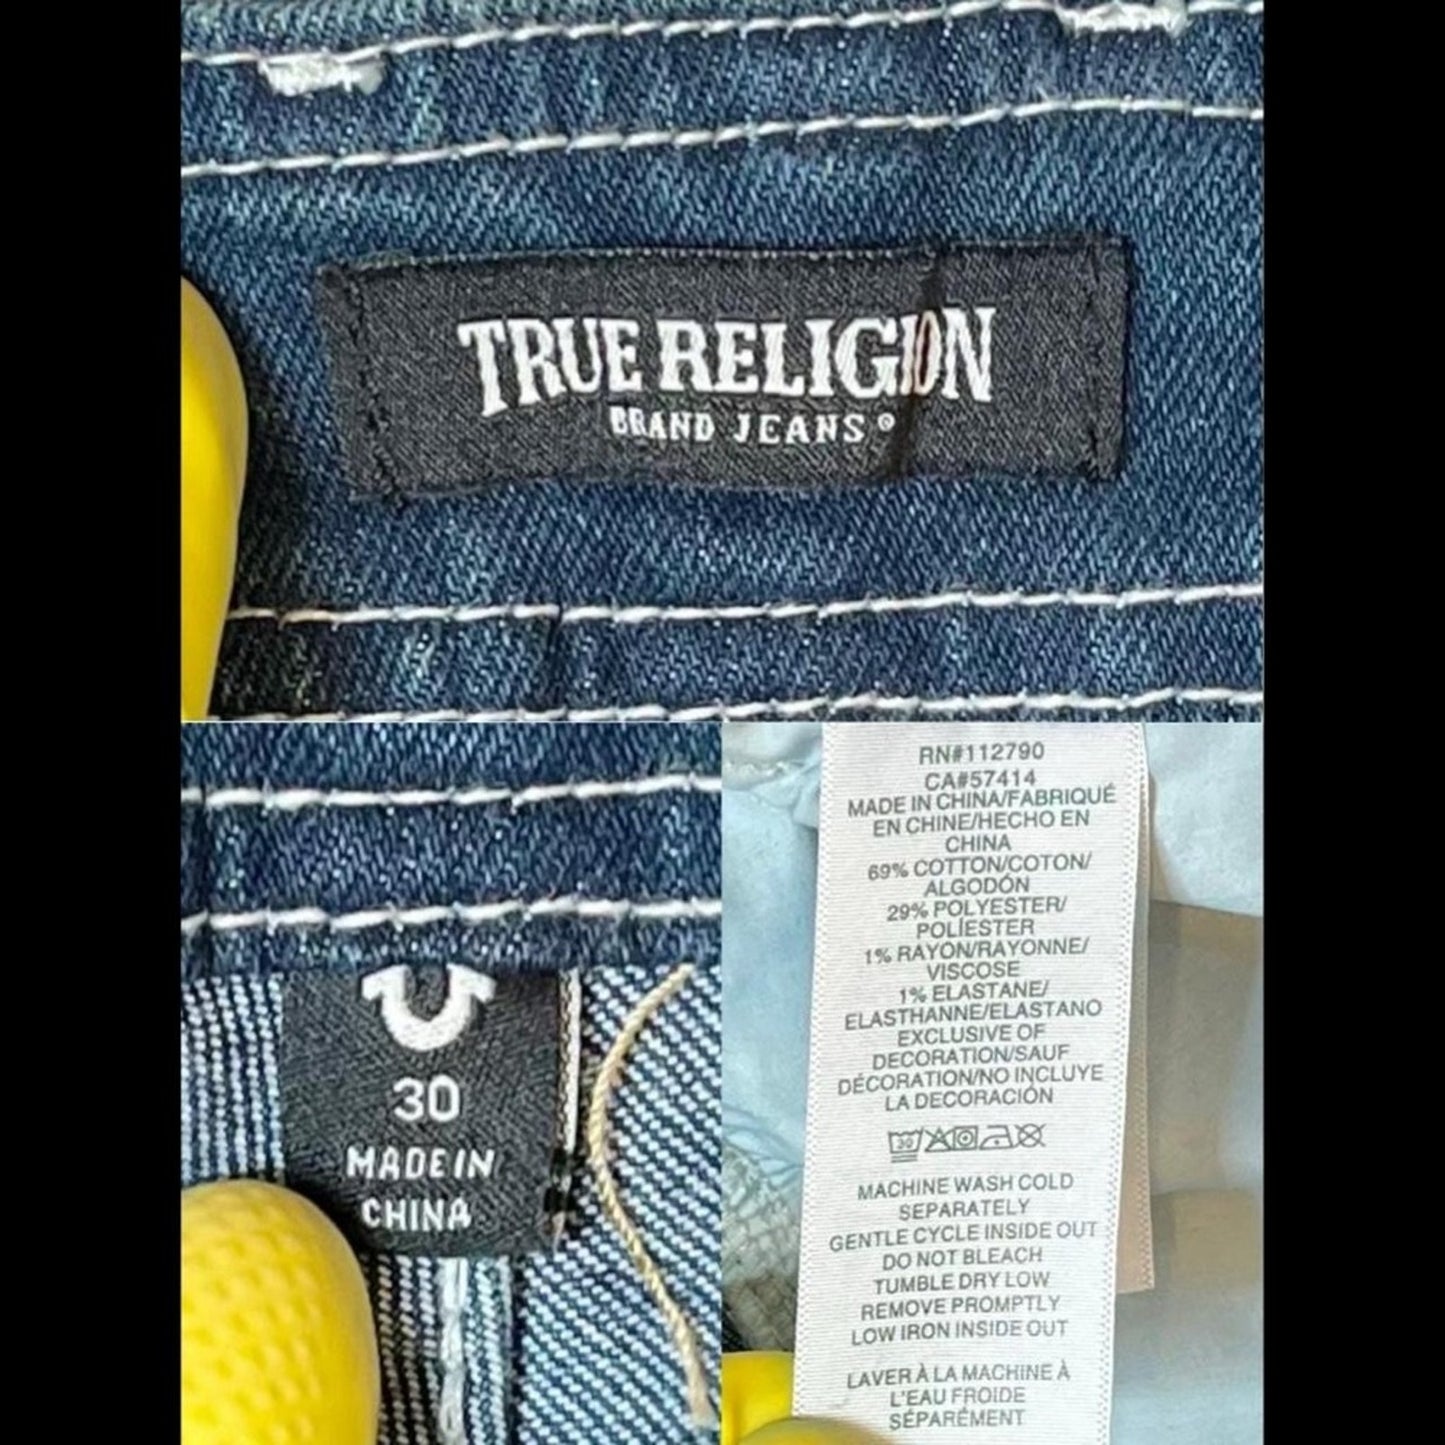 TRUE RELIGION
BRAND JEANS®
30
MADE IN
CHINA
RN#112790
CA#57414
MADE IN CHINA/FABRIQUÉ
EN CHINE/HECHO EN
CHINA
69% COTTON/COTON/
ALGODÓN
29% POLYESTER/
POLÍESTER
1% RAYON/RAYONNE/
VISCOSE
1% ELASTANE/
ELASTHANNE/ELASTANO
EXCLUSIVE OF
DECORATION/SAUF
DÉCORATION/NO INCLUYE
LA DECORACIÓN
30
MACHINE WASH COLD
SEPARATELY
GENTLE CYCLE INSIDE OUT
DO NOT BLEACH
TUMBLE DRY LOW
REMOVE PROMPTLY
LOW IRON INSIDE OUT
LAVER À LA MACHINE À
L'EAU FROIDE
SÉPARÉMENT